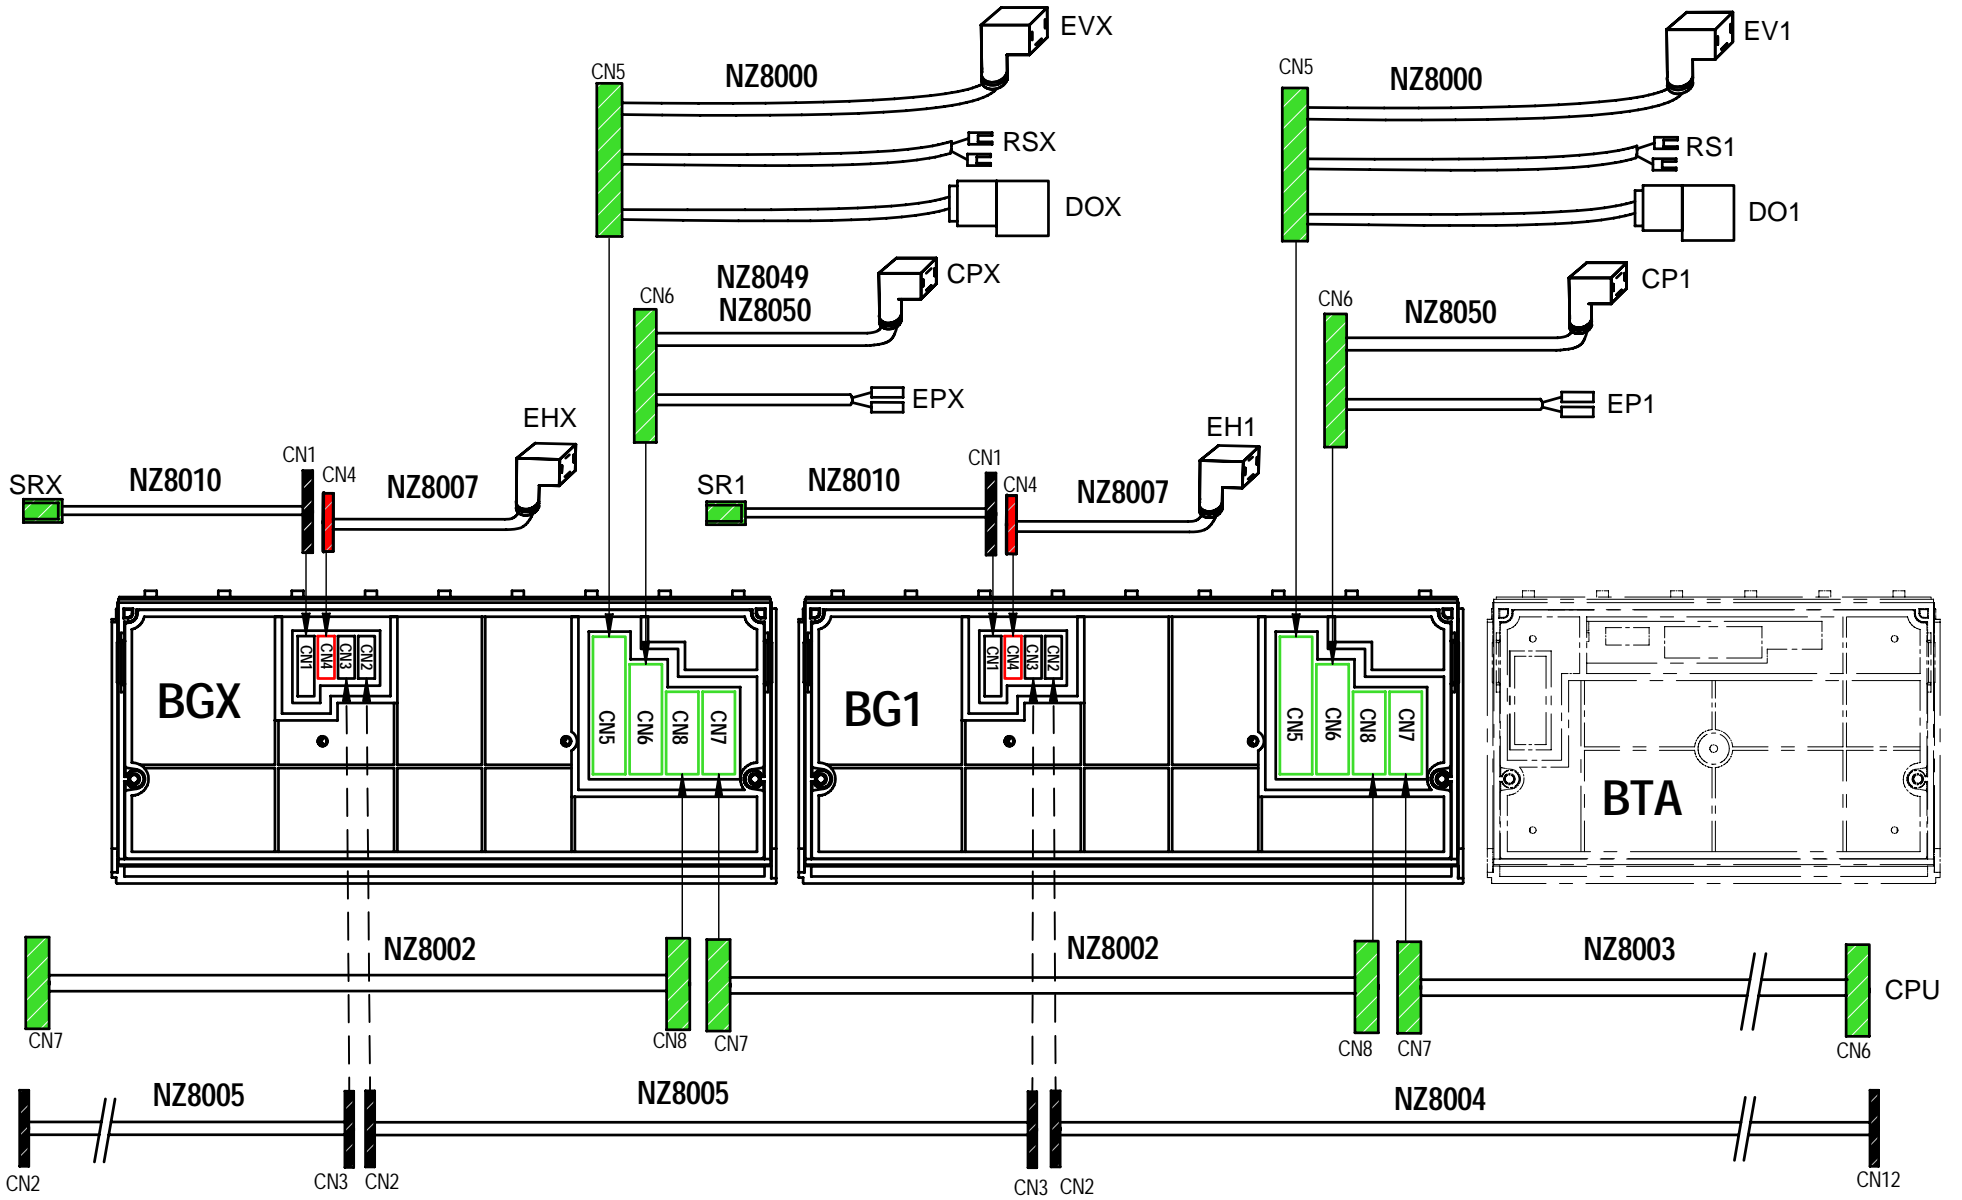 EVX
EV1
CN5
NZ8000
CN5
NZ8000
RSX
RS1
DOX
DO1
NZ8049
CPX
CP1
CN6
NZ8050
CN6
NZ8050
EPX
EP1
EHX
EH1
CN1
CN4
CN1
CN4
SRX
NZ8010
NZ8007
SR1
NZ8010
NZ8007
CN1
CN4
CN3
CN2
CN1
CN4
CN3
CN2
BGX
CN5
CN6
CN8
CN7
BG1
CN5
CN6
CN8
CN7
BTA
NZ8002
NZ8002
NZ8003
CPU
CN7
CN8
CN7
CN8
CN7
CN6
NZ8005
NZ8005
NZ8004
CN2
CN3
CN2
CN3
CN2
CN12